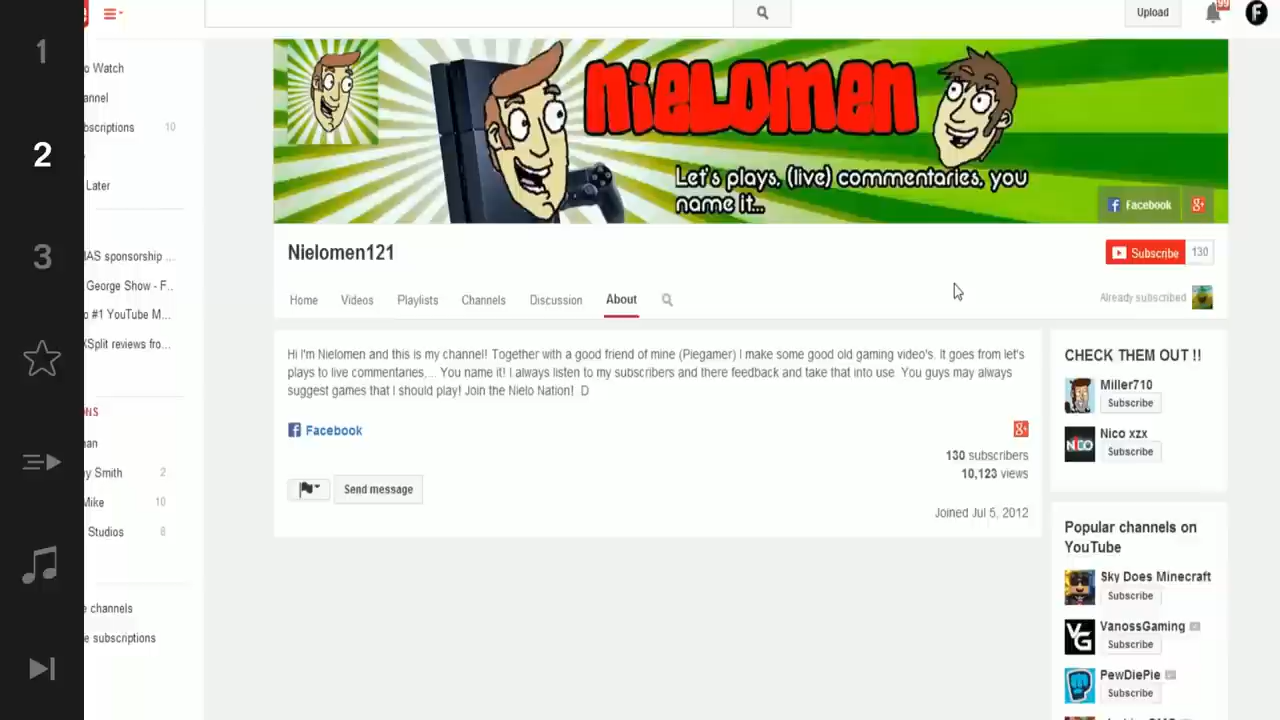 1
2
3
Upload
99
F
o Watch
annel
bscriptions 10
Later
IAS sponsorship ...
George Show - F..
o #1 YouTube M...
XSplit reviews fro...
NS
nan
y Smith 2
Mike 10
Studios 8
e channels
e subscriptions
nieLomen
Let's plays, (live) commentaries, you
name it...
Facebook
g+
Nielomen121
Subscribe 130
Home Videos Playlists Channels Discussion About
Already subscribed
Hi I'm Nielomen and this is my channel! Together with a good friend of mine (Piegamer) I make some good old gaming video's. It goes from let's
plays to live commentaries,... You name it! I always listen to my subscribers and there feedback and take that into use. You guys may always
suggest games that I should play! Join the Nielo Nation! :D
Facebook
g+
130 subscribers
10,123 views
Send message
Joined Jul 5, 2012
CHECK THEM OUT !!
Miller710
Subscribe
NICO
Nico xzx
Subscribe
Popular channels on
YouTube
Sky Does Minecraft
Subscribe
VG
VanossGaming
Subscribe
PewDiePie
Subscribe